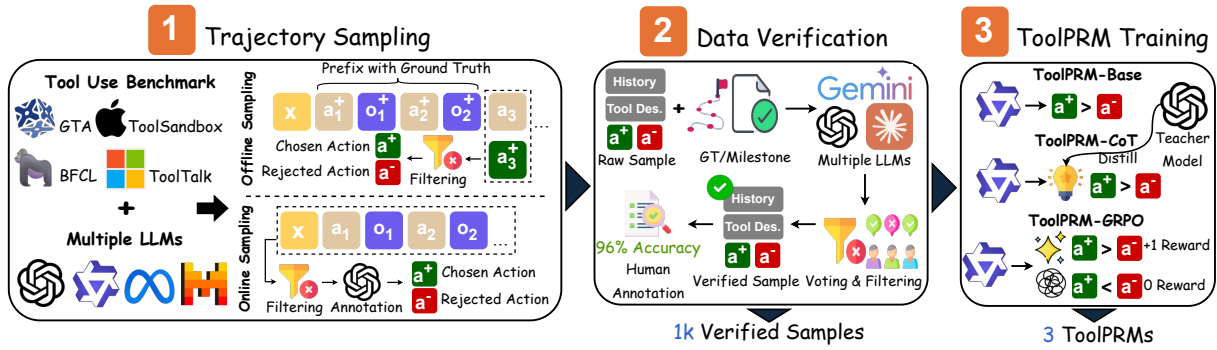 1 Trajectory Sampling
Tool Use Benchmark
GTA
ToolSandbox
BFCL
ToolTalk
+
Multiple LLMs
Offline Sampling
Prefix with Ground Truth
x a₁⁺ o₁⁺ a₂⁺ o₂⁺ a₃ ...
Chosen Action a⁺
Rejected Action a⁻
Filtering
a₃⁺
Online Sampling
x a₁ o₁ a₂ o₂ ...
Filtering
Annotation
a⁺ Chosen Action
a⁻ Rejected Action
2 Data Verification
History
Tool Des.
a⁺ a⁻
Raw Sample
+
GT/Milestone
Gemini
Multiple LLMs
96% Accuracy
Human
Annotation
History
Tool Des.
a⁺ a⁻
Verified Sample
Voting & Filtering
1k Verified Samples
3 ToolPRM Training
ToolPRM-Base
a⁺ > a⁻
ToolPRM-CoT
Distill
Teacher
Model
a⁺ > a⁻
ToolPRM-GRPO
a⁺ > a⁻ +1 Reward
a⁺ < a⁻ 0 Reward
3 ToolPRMs